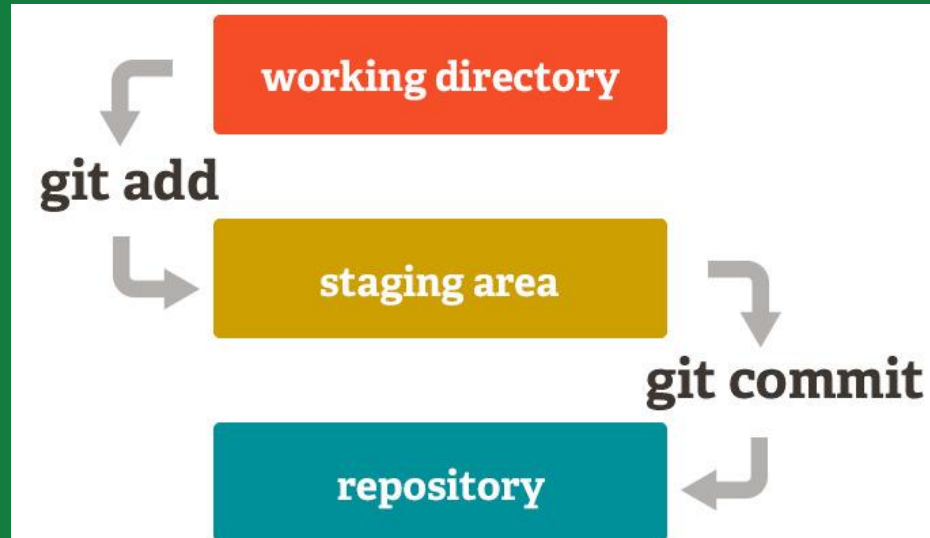 working directory
git add
staging area
git commit
repository